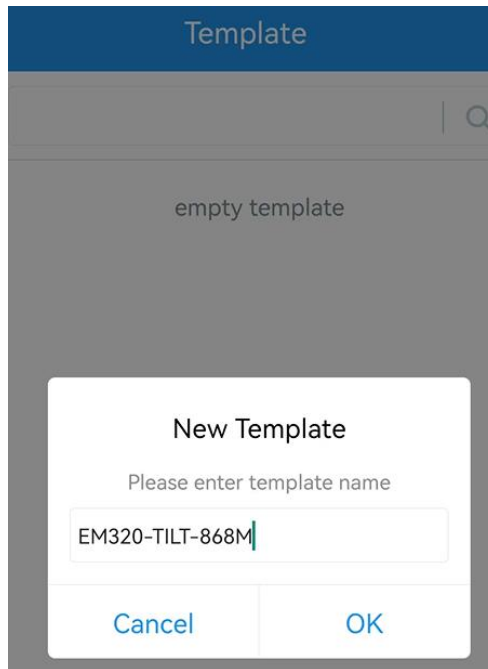 Template
empty template
New Template
Please enter template name
EM320-TILT-868M
Cancel
OK